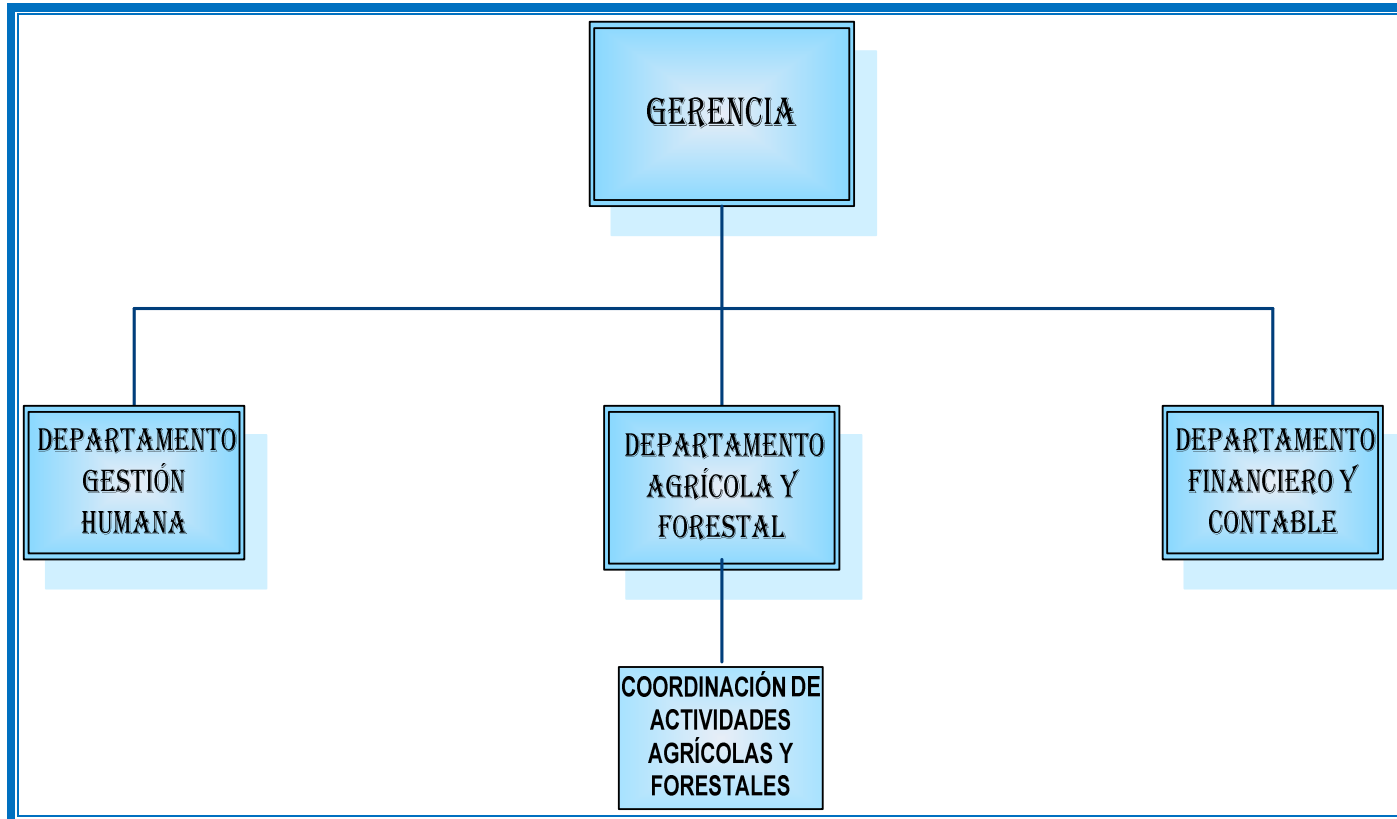 GERENCIA
DEPARTAMENTO
GESTIÓN
HUMANA
DEPARTAMENTO
AGRÍCOLA Y
FORESTAL
DEPARTAMENTO
FINANCIERO Y
CONTABLE
COORDINACIÓN DE
ACTIVIDADES
AGRÍCOLAS Y
FORESTALES